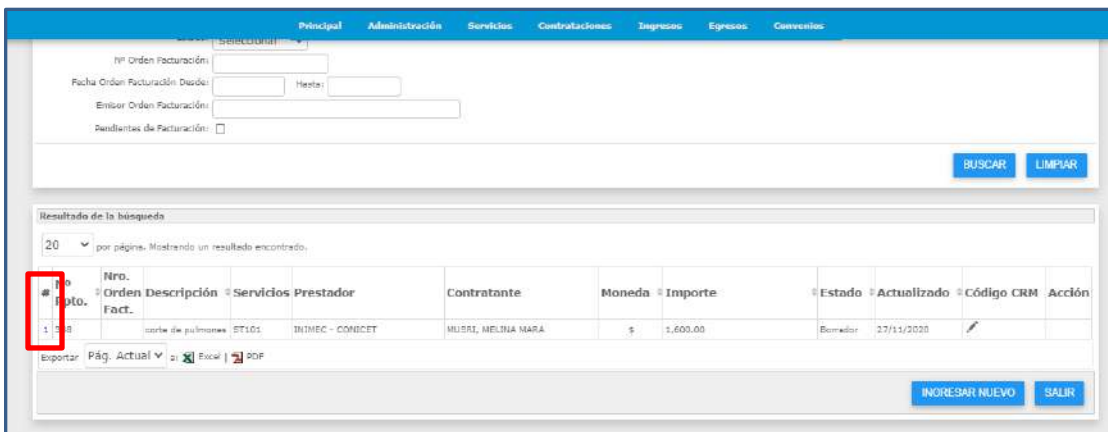 Principal Administración Servicios Contrataciones Ingresos Egresos Convenios
Seleccionar
Nº Orden Facturación:
Fecha Orden Facturación Desde: Hasta:
Emisor Orden Facturación:
Pendientes de Facturación:
BUSCAR LIMPIAR
Resultado de la búsqueda
20 por página. Mostrando un resultado encontrado.
# Nº Ppto. Nro. Orden Fact. Descripción Servicios Prestador Contratante Moneda Importe Estado Actualizado Código CRM Acción
1 corte de pulmones ST101 INIMEC - CONICET MUSRI, MELINA MARA $ 1,600.00 Borrador 27/11/2020
Exportar Pág. Actual a: Excel | PDF
INGRESAR NUEVO SALIR